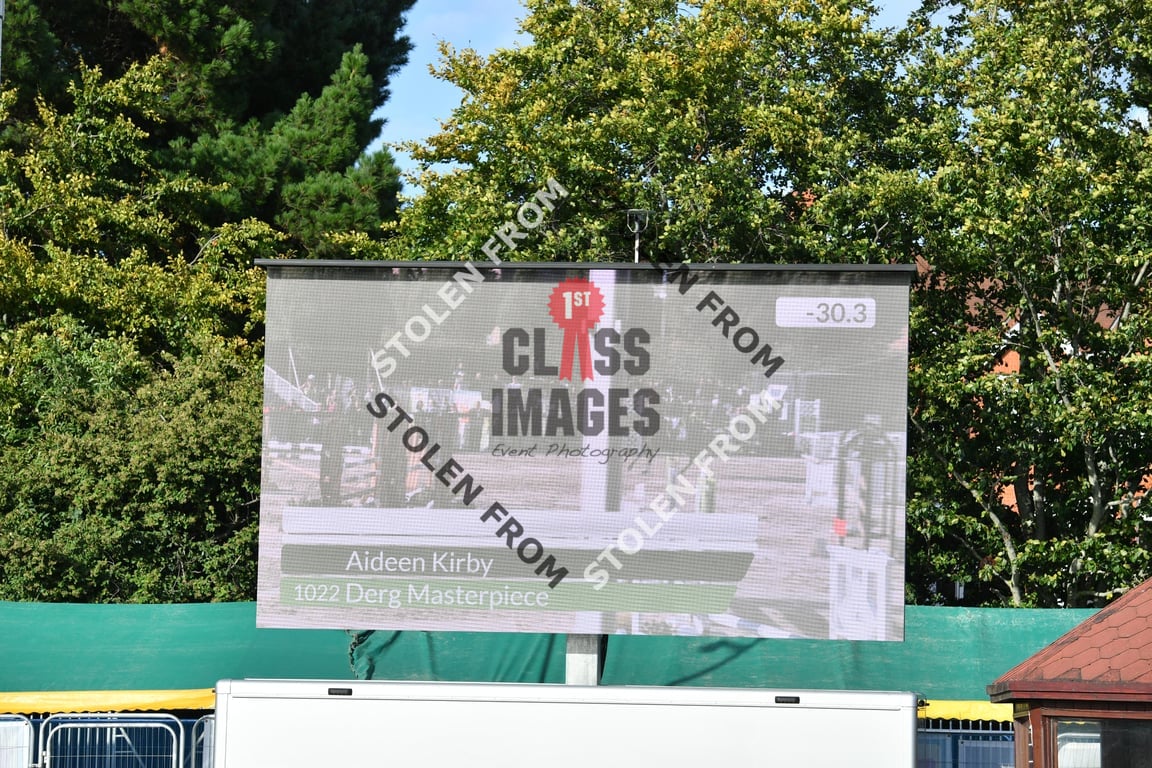 STOLEN FROM
STOLEN FROM
-30.3
1ST
CLASS
IMAGES
Event Photography
STOLEN FROM
STOLEN FROM
Aideen Kirby
1022 Derg Masterpiece